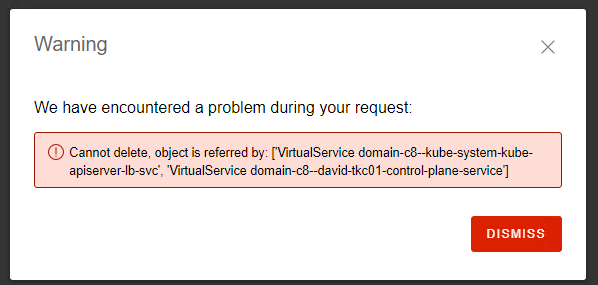 Warning
We have encountered a problem during your request:
Cannot delete, object is referred by: ['VirtualService domain-c8--kube-system-kube-
apiserver-lb-svc', 'VirtualService domain-c8--david-tkc01-control-plane-service']
DISMISS